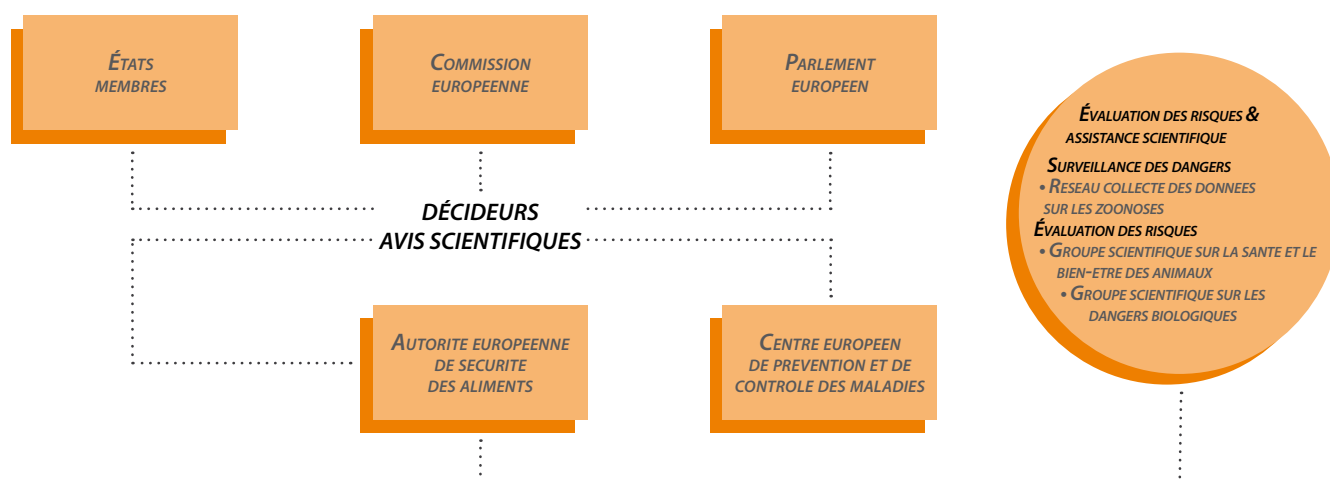 ÉTATS
MEMBRES
COMMISSION
EUROPEENNE
PARLEMENT
EUROPEEN
DÉCIDEURS
AVIS SCIENTIFIQUES
AUTORITE EUROPEENNE
DE SECURITE
DES ALIMENTS
CENTRE EUROPEEN
DE PREVENTION ET DE
CONTROLE DES MALADIES
ÉVALUATION DES RISQUES &
ASSISTANCE SCIENTIFIQUE
SURVEILLANCE DES DANGERS
• RESEAU COLLECTE DES DONNEES
SUR LES ZOONOSES
ÉVALUATION DES RISQUES
• GROUPE SCIENTIFIQUE SUR LA SANTE ET LE
BIEN-ETRE DES ANIMAUX
• GROUPE SCIENTIFIQUE SUR LES
DANGERS BIOLOGIQUES